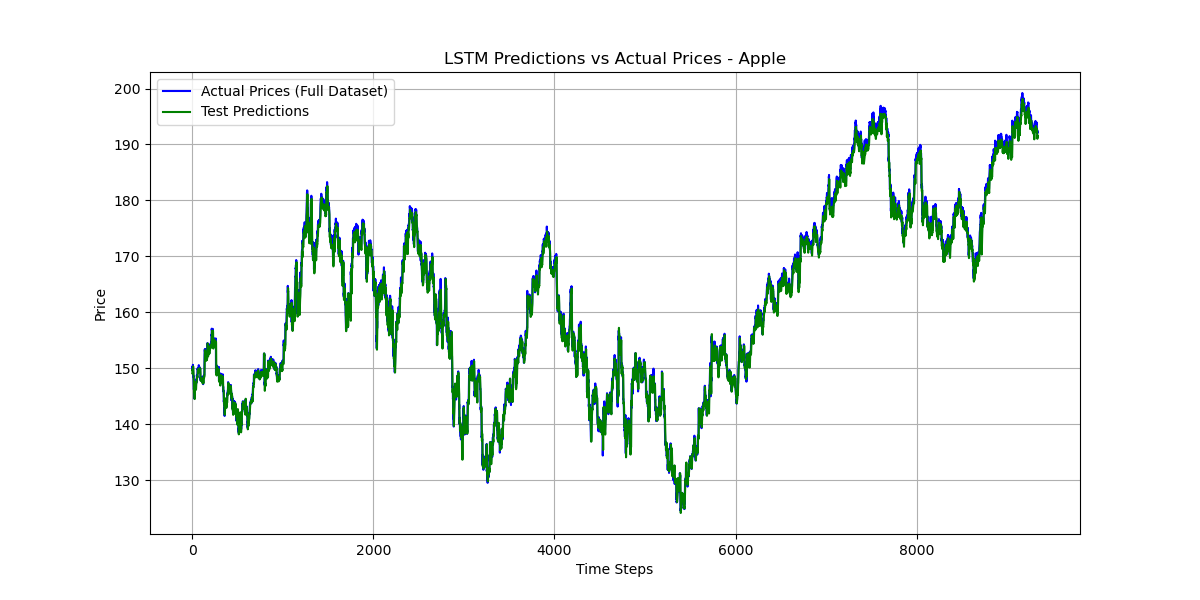 LSTM Predictions vs Actual Prices - Apple
Actual Prices (Full Dataset)
Test Predictions
Price
200
190
180
170
160
150
140
130
0 2000 4000 6000 8000
Time Steps